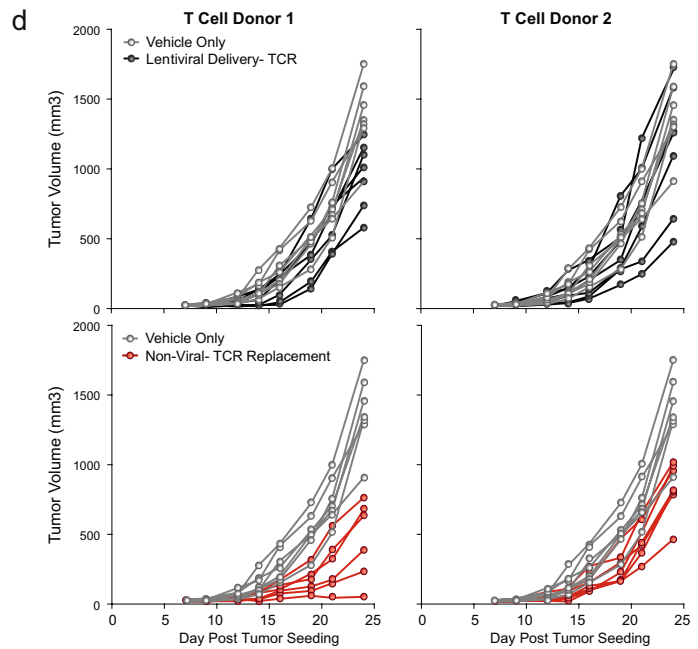 d
T Cell Donor 1
T Cell Donor 2
2000
Vehicle Only
Lentiviral Delivery- TCR
1500
1000
500
0
Tumor Volume (mm3)
2000
Vehicle Only
Non-Viral- TCR Replacement
1500
1000
500
0
Tumor Volume (mm3)
0 5 10 15 20 25
0 5 10 15 20 25
Day Post Tumor Seeding
Day Post Tumor Seeding